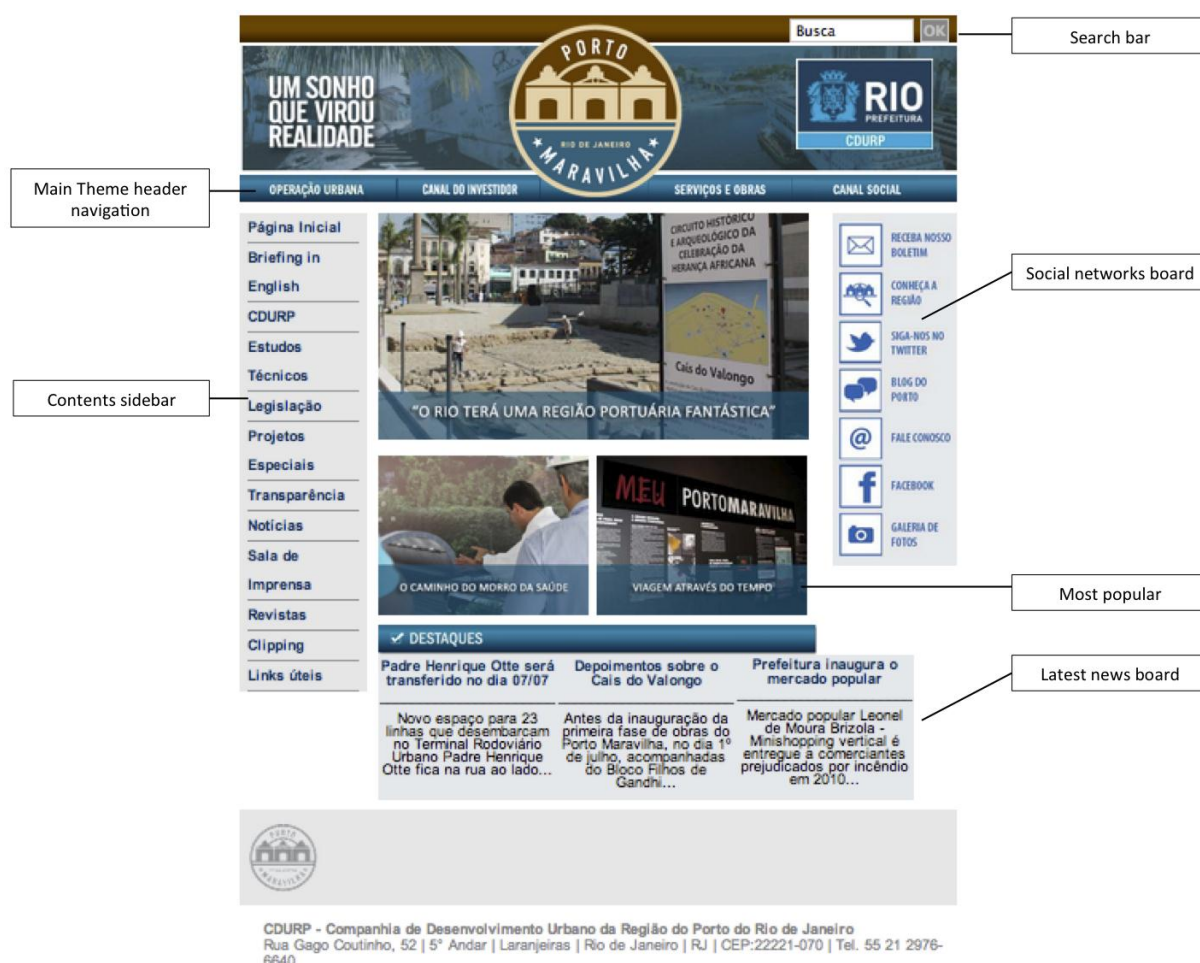 Busca
OK
Search bar
PORTO
RIO DE JANEIRO
MARAVILHA
UM SONHO
QUE VIROU
REALIDADE
RIO
PREFEITURA
CDURP
Main Theme header
navigation
OPERAÇÃO URBANA
CANAL DO INVESTIDOR
SERVIÇOS E OBRAS
CANAL SOCIAL
Contents sidebar
Página Inicial
Briefing in
English
CDURP
Estudos
Técnicos
Legislação
Projetos
Especiais
Transparência
Notícias
Sala de
Imprensa
Revistas
Clipping
Links úteis
CIRCUITO HISTÓRICO
E ARQUEOLÓGICO DA
CELEBRAÇÃO DA
HERANÇA AFRICANA
Cais do Valongo
"O RIO TERÁ UMA REGIÃO PORTUÁRIA FANTÁSTICA"
O CAMINHO DO MORRO DA SAÚDE
MEU PORTOMARAVILHA
VIAGEM ATRAVÉS DO TEMPO
RECEBA NOSSO
BOLETIM
CONHEÇA A
REGIÃO
SIGA-NOS NO
TWITTER
BLOG DO
PORTO
@
FALE CONOSCO
f
FACEBOOK
GALERIA DE
FOTOS
Social networks board
Most popular
DESTAQUES
Padre Henrique Otte será
transferido no dia 07/07
Novo espaço para 23
linhas que desembarcam
no Terminal Rodoviário
Urbano Padre Henrique
Otte fica na rua ao lado...
Depoimentos sobre o
Cais do Valongo
Antes da inauguração da
primeira fase de obras do
Porto Maravilha, no dia 1º
de julho, acompanhadas
do Bloco Filhos de
Gandhi...
Prefeitura inaugura o
mercado popular
Mercado popular Leonel
de Moura Brizola -
Minishopping vertical é
entregue a comerciantes
prejudicados por incêndio
em 2010...
Latest news board
PORTO
MARAVILHA
CDURP - Companhia de Desenvolvimento Urbano da Região do Porto do Rio de Janeiro
Rua Gago Coutinho, 52 | 5° Andar | Laranjeiras | Rio de Janeiro | RJ | CEP:22221-070 | Tel. 55 21 2976-
6640